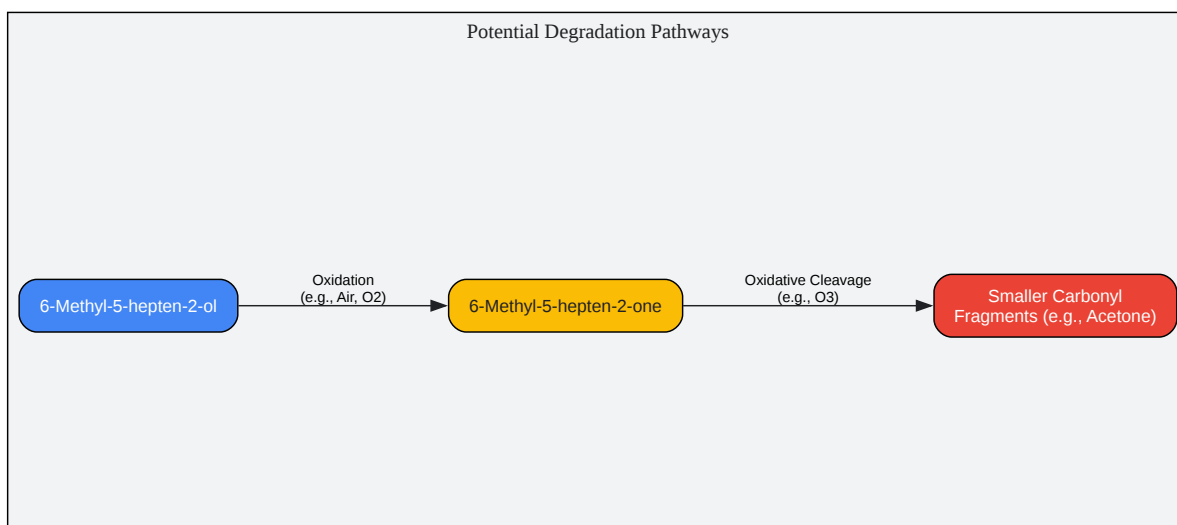 Potential Degradation Pathways
6-Methyl-5-hepten-2-ol
Oxidation
(e.g., Air, O2)
6-Methyl-5-hepten-2-one
Oxidative Cleavage
(e.g., O3)
Smaller Carbonyl
Fragments (e.g., Acetone)